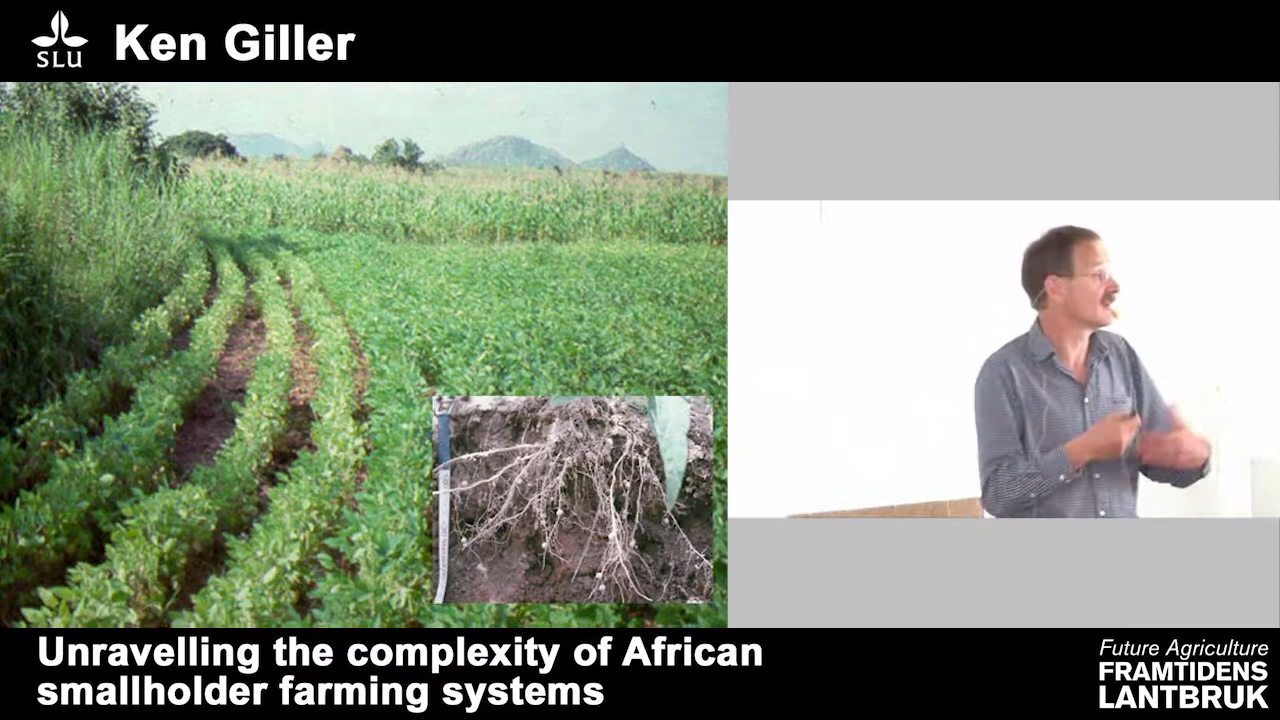 SLU
Ken Giller
Unravelling the complexity of African
smallholder farming systems
Future Agriculture
FRAMTIDENS
LANTBRUK